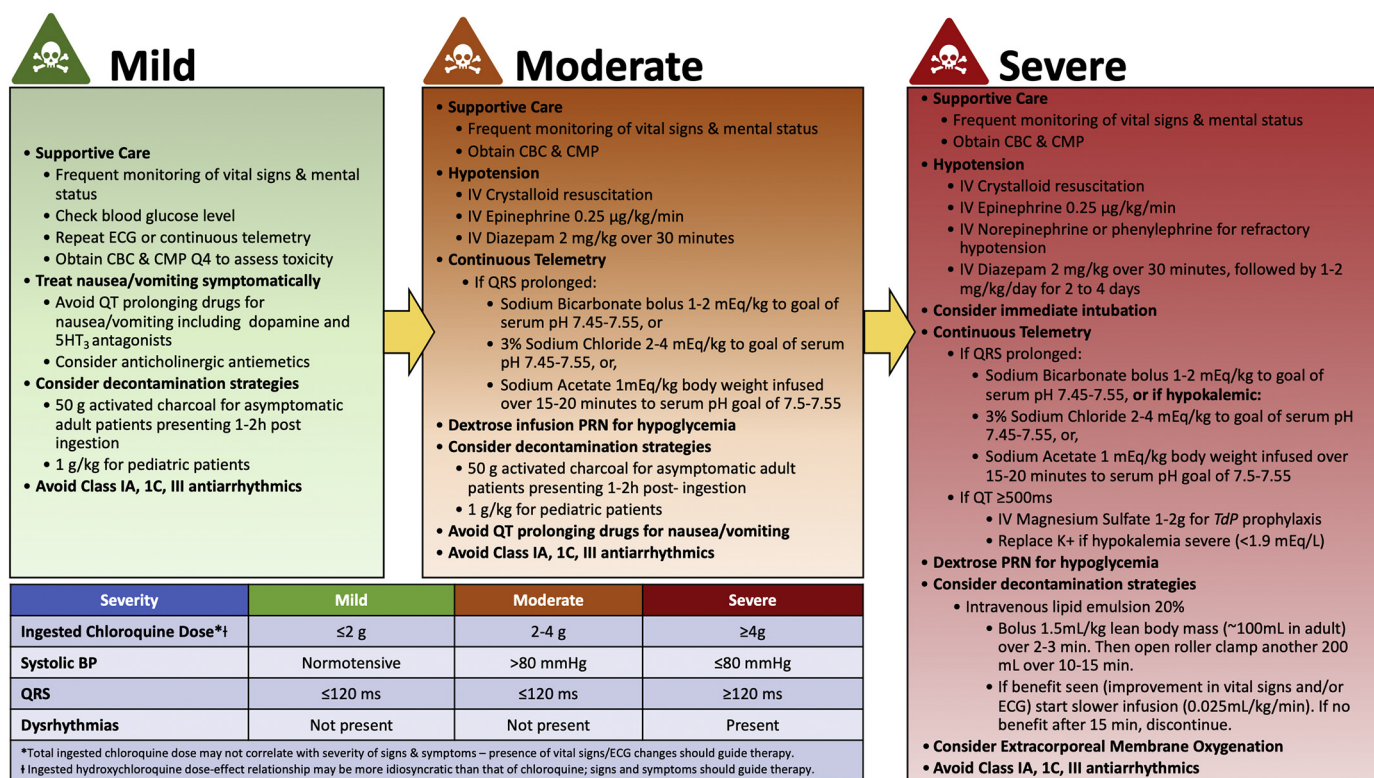 Mild
• Supportive Care
• Frequent monitoring of vital signs & mental
status
• Check blood glucose level
• Repeat ECG or continuous telemetry
• Obtain CBC & CMP Q4 to assess toxicity
• Treat nausea/vomiting symptomatically
• Avoid QT prolonging drugs for
nausea/vomiting including dopamine and
5HT₃ antagonists
• Consider anticholinergic antiemetics
• Consider decontamination strategies
• 50 g activated charcoal for asymptomatic
adult patients presenting 1-2h post
ingestion
• 1 g/kg for pediatric patients
• Avoid Class IA, 1C, III antiarrhythmics
Moderate
• Supportive Care
• Frequent monitoring of vital signs & mental status
• Obtain CBC & CMP
• Hypotension
• IV Crystalloid resuscitation
• IV Epinephrine 0.25 µg/kg/min
• IV Diazepam 2 mg/kg over 30 minutes
• Continuous Telemetry
• If QRS prolonged:
• Sodium Bicarbonate bolus 1-2 mEq/kg to goal of
serum pH 7.45-7.55, or
• 3% Sodium Chloride 2-4 mEq/kg to goal of serum
pH 7.45-7.55, or,
• Sodium Acetate 1mEq/kg body weight infused
over 15-20 minutes to serum pH goal of 7.5-7.55
• Dextrose infusion PRN for hypoglycemia
• Consider decontamination strategies
• 50 g activated charcoal for asymptomatic adult
patients presenting 1-2h post- ingestion
• 1 g/kg for pediatric patients
• Avoid QT prolonging drugs for nausea/vomiting
• Avoid Class IA, 1C, III antiarrhythmics
Severe
• Supportive Care
• Frequent monitoring of vital signs & mental status
• Obtain CBC & CMP
• Hypotension
• IV Crystalloid resuscitation
• IV Epinephrine 0.25 µg/kg/min
• IV Norepinephrine or phenylephrine for refractory
hypotension
• IV Diazepam 2 mg/kg over 30 minutes, followed by 1-2
mg/kg/day for 2 to 4 days
• Consider immediate intubation
• Continuous Telemetry
• If QRS prolonged:
• Sodium Bicarbonate bolus 1-2 mEq/kg to goal of
serum pH 7.45-7.55, or if hypokalemic:
• 3% Sodium Chloride 2-4 mEq/kg to goal of serum pH
7.45-7.55, or,
• Sodium Acetate 1 mEq/kg body weight infused over
15-20 minutes to serum pH goal of 7.5-7.55
• If QT ≥500ms
• IV Magnesium Sulfate 1-2g for TdP prophylaxis
• Replace K+ if hypokalemia severe (<1.9 mEq/L)
• Dextrose PRN for hypoglycemia
• Consider decontamination strategies
• Intravenous lipid emulsion 20%
• Bolus 1.5mL/kg lean body mass (~100mL in adult)
over 2-3 min. Then open roller clamp another 200
mL over 10-15 min.
• If benefit seen (improvement in vital signs and/or
ECG) start slower infusion (0.025mL/kg/min). If no
benefit after 15 min, discontinue.
• Consider Extracorporeal Membrane Oxygenation
• Avoid Class IA, 1C, III antiarrhythmics
Severity Mild Moderate Severe
Ingested Chloroquine Dose*ƚ ≤2 g 2-4 g ≥4g
Systolic BP Normotensive >80 mmHg ≤80 mmHg
QRS ≤120 ms ≤120 ms ≥120 ms
Dysrhythmias Not present Not present Present
*Total ingested chloroquine dose may not correlate with severity of signs & symptoms – presence of vital signs/ECG changes should guide therapy.
ƚ Ingested hydroxychloroquine dose-effect relationship may be more idiosyncratic than that of chloroquine; signs and symptoms should guide therapy.